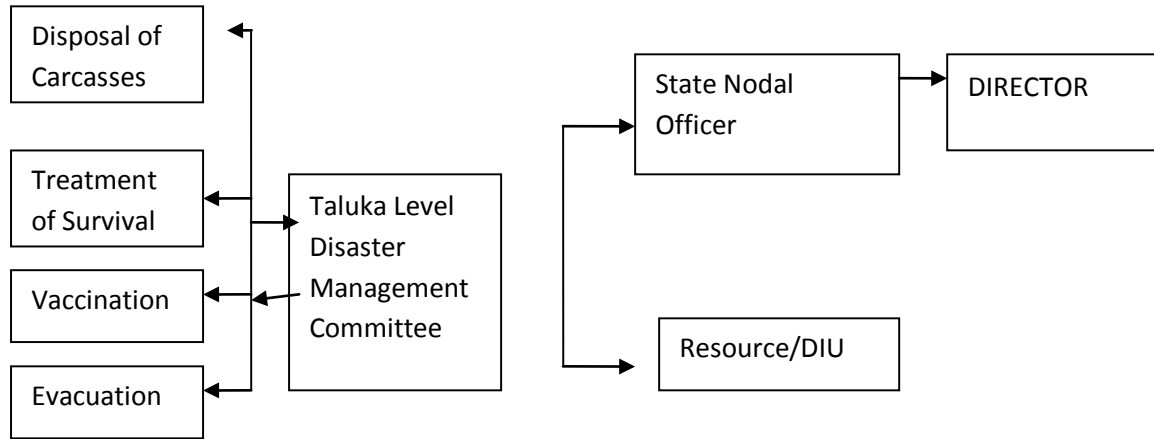 Disposal of
Carcasses
Treatment
of Survival
Vaccination
Evacuation
Taluka Level
Disaster
Management
Committee
State Nodal
Officer
DIRECTOR
Resource/DIU